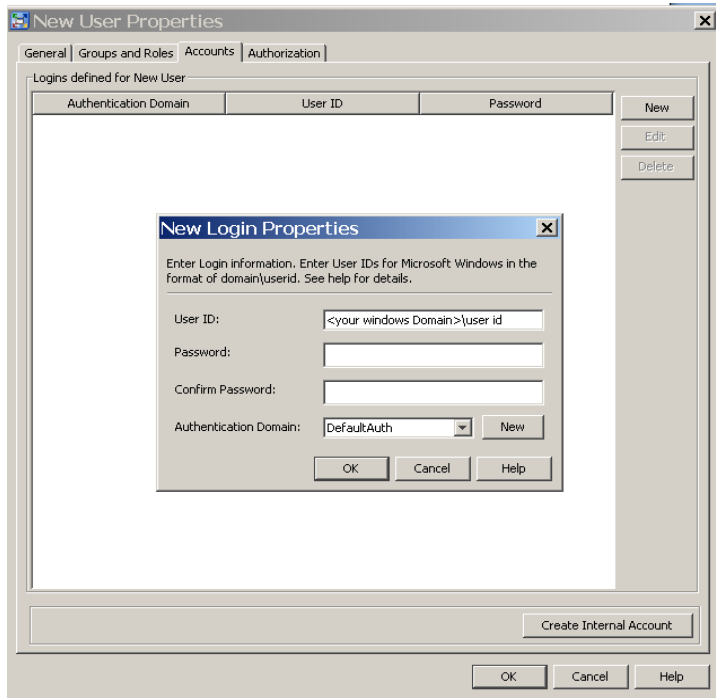 New User Properties
General Groups and Roles Accounts Authorization
Logins defined for New User
Authentication Domain User ID Password
New
Edit
Delete
New Login Properties
Enter Login information. Enter User IDs for Microsoft Windows in the
format of domain\userid. See help for details.
User ID: <your windows Domain>\user id
Password:
Confirm Password:
Authentication Domain: DefaultAuth New
OK Cancel Help
Create Internal Account
OK Cancel Help